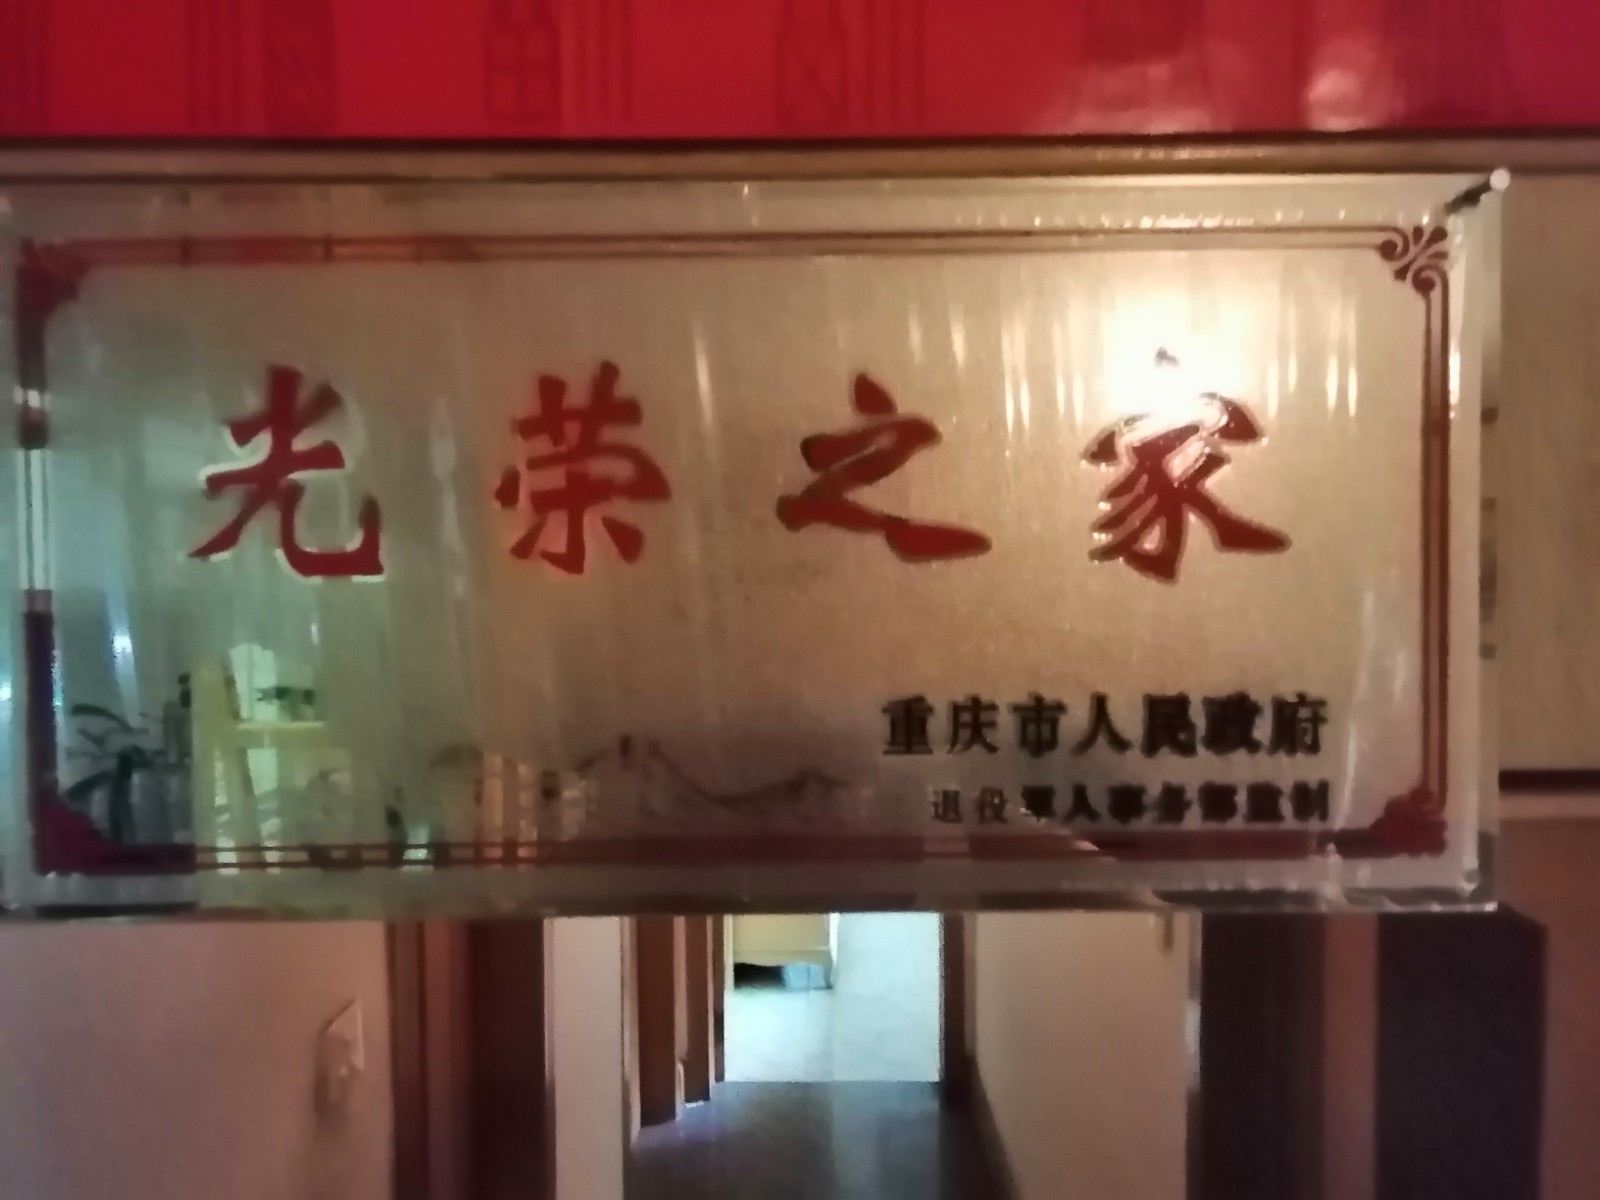 光荣之家
重庆市人民政府
退役军人事务部监制